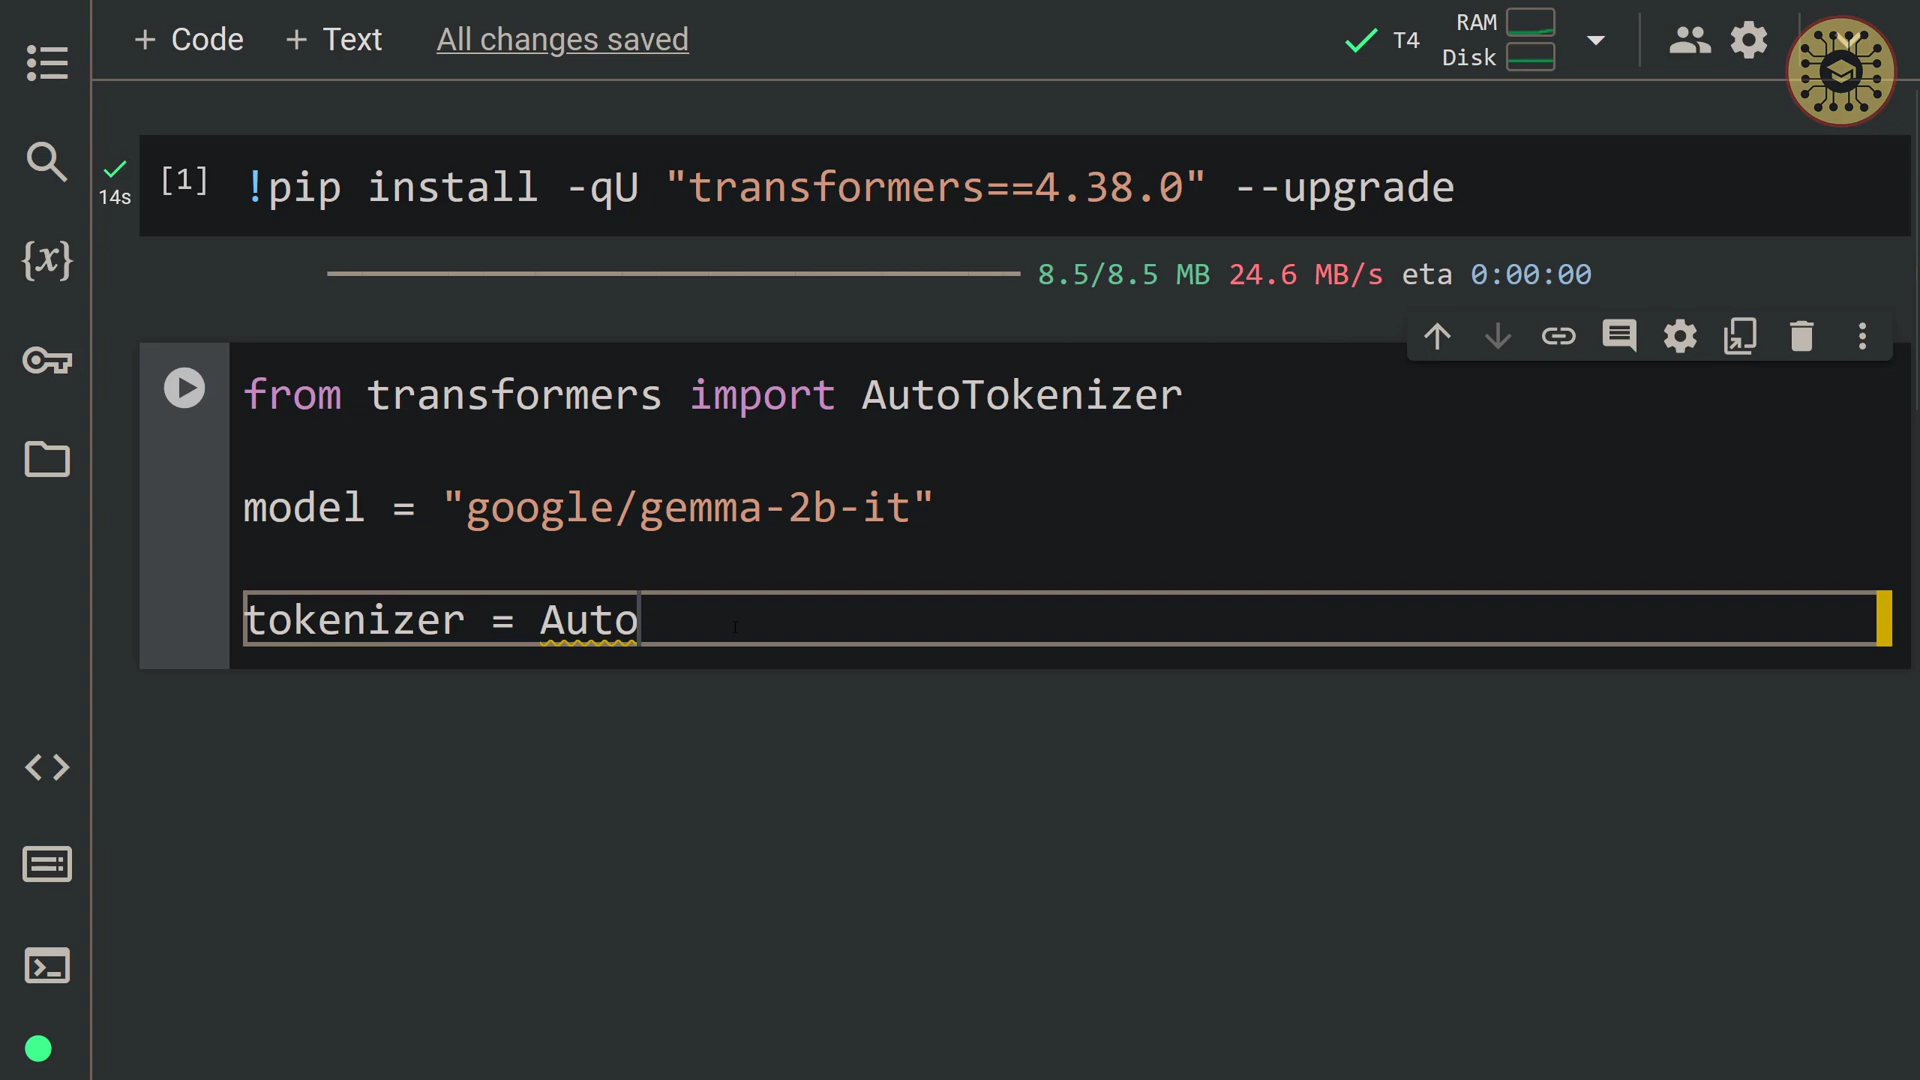 + Code + Text All changes saved
T4 RAM
Disk
14s [1] !pip install -qU "transformers==4.38.0" --upgrade
8.5/8.5 MB 24.6 MB/s eta 0:00:00
from transformers import AutoTokenizer
{x}
model = "google/gemma-2b-it"
tokenizer = Auto